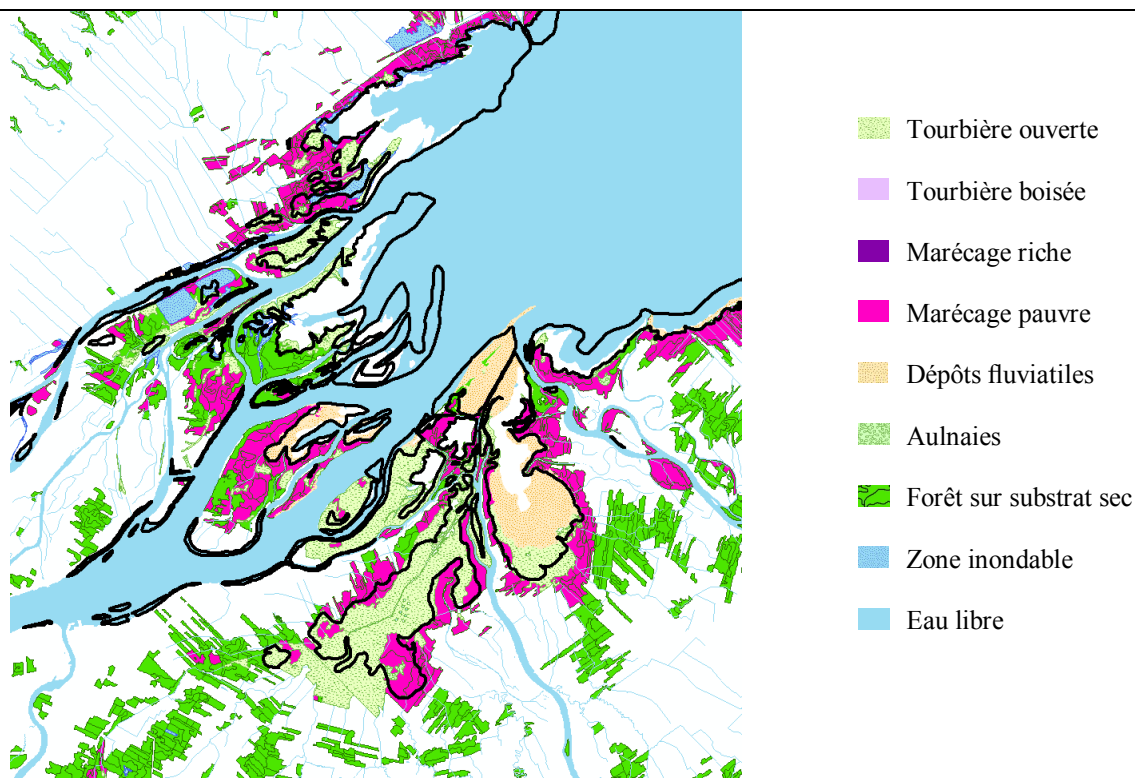 Tourbière ouverte
Tourbière boisée
Marécage riche
Marécage pauvre
Dépôts fluviatiles
Aulnaies
Forêt sur substrat sec
Zone inondable
Eau libre